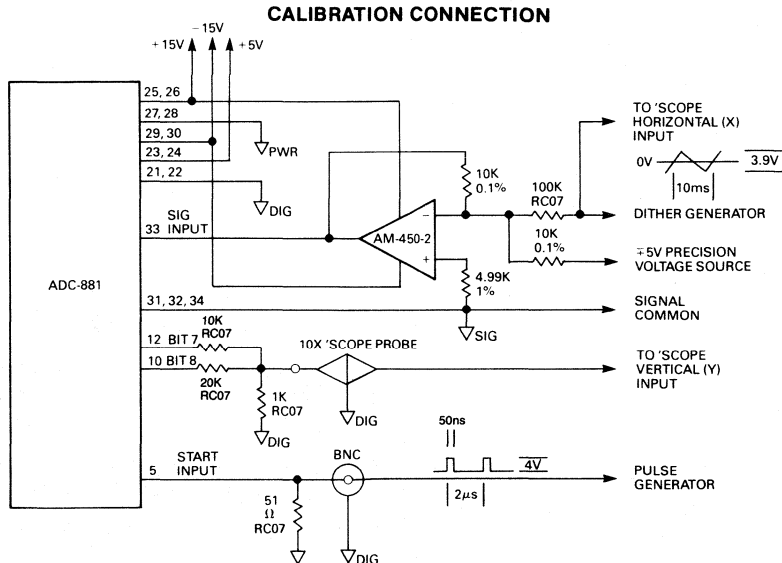 CALIBRATION CONNECTION
-15V
+15V
+5V
25, 26
27, 28
29, 30
23, 24
21, 22
PWR
DIG
33
SIG
INPUT
ADC-881
AM-450-2
-
+
10K
0.1%
100K
RC07
10K
0.1%
4.99K
1%
SIG
TO 'SCOPE
HORIZONTAL (X)
INPUT
0V
3.9V
10ms
DITHER GENERATOR
∓5V PRECISION
VOLTAGE SOURCE
SIGNAL
COMMON
31, 32, 34
10K
RC07
12 BIT 7
10 BIT 8
20K
RC07
1K
RC07
DIG
10X 'SCOPE PROBE
DIG
TO 'SCOPE
VERTICAL (Y)
INPUT
START
INPUT
5
51
Ω
RC07
BNC
DIG
50ns
4V
2μs
PULSE
GENERATOR